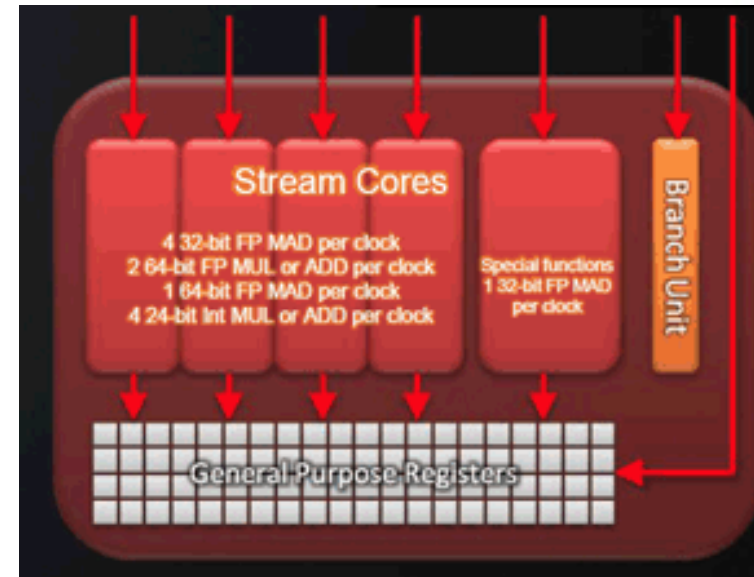 Stream Cores
4 32-bit FP MAD per clock
2 64-bit FP MUL or ADD per clock
1 64-bit FP MAD per clock
4 24-bit Int MUL or ADD per clock
Special functions
1 32-bit FP MAD
per clock
Branch Unit
General Purpose Registers